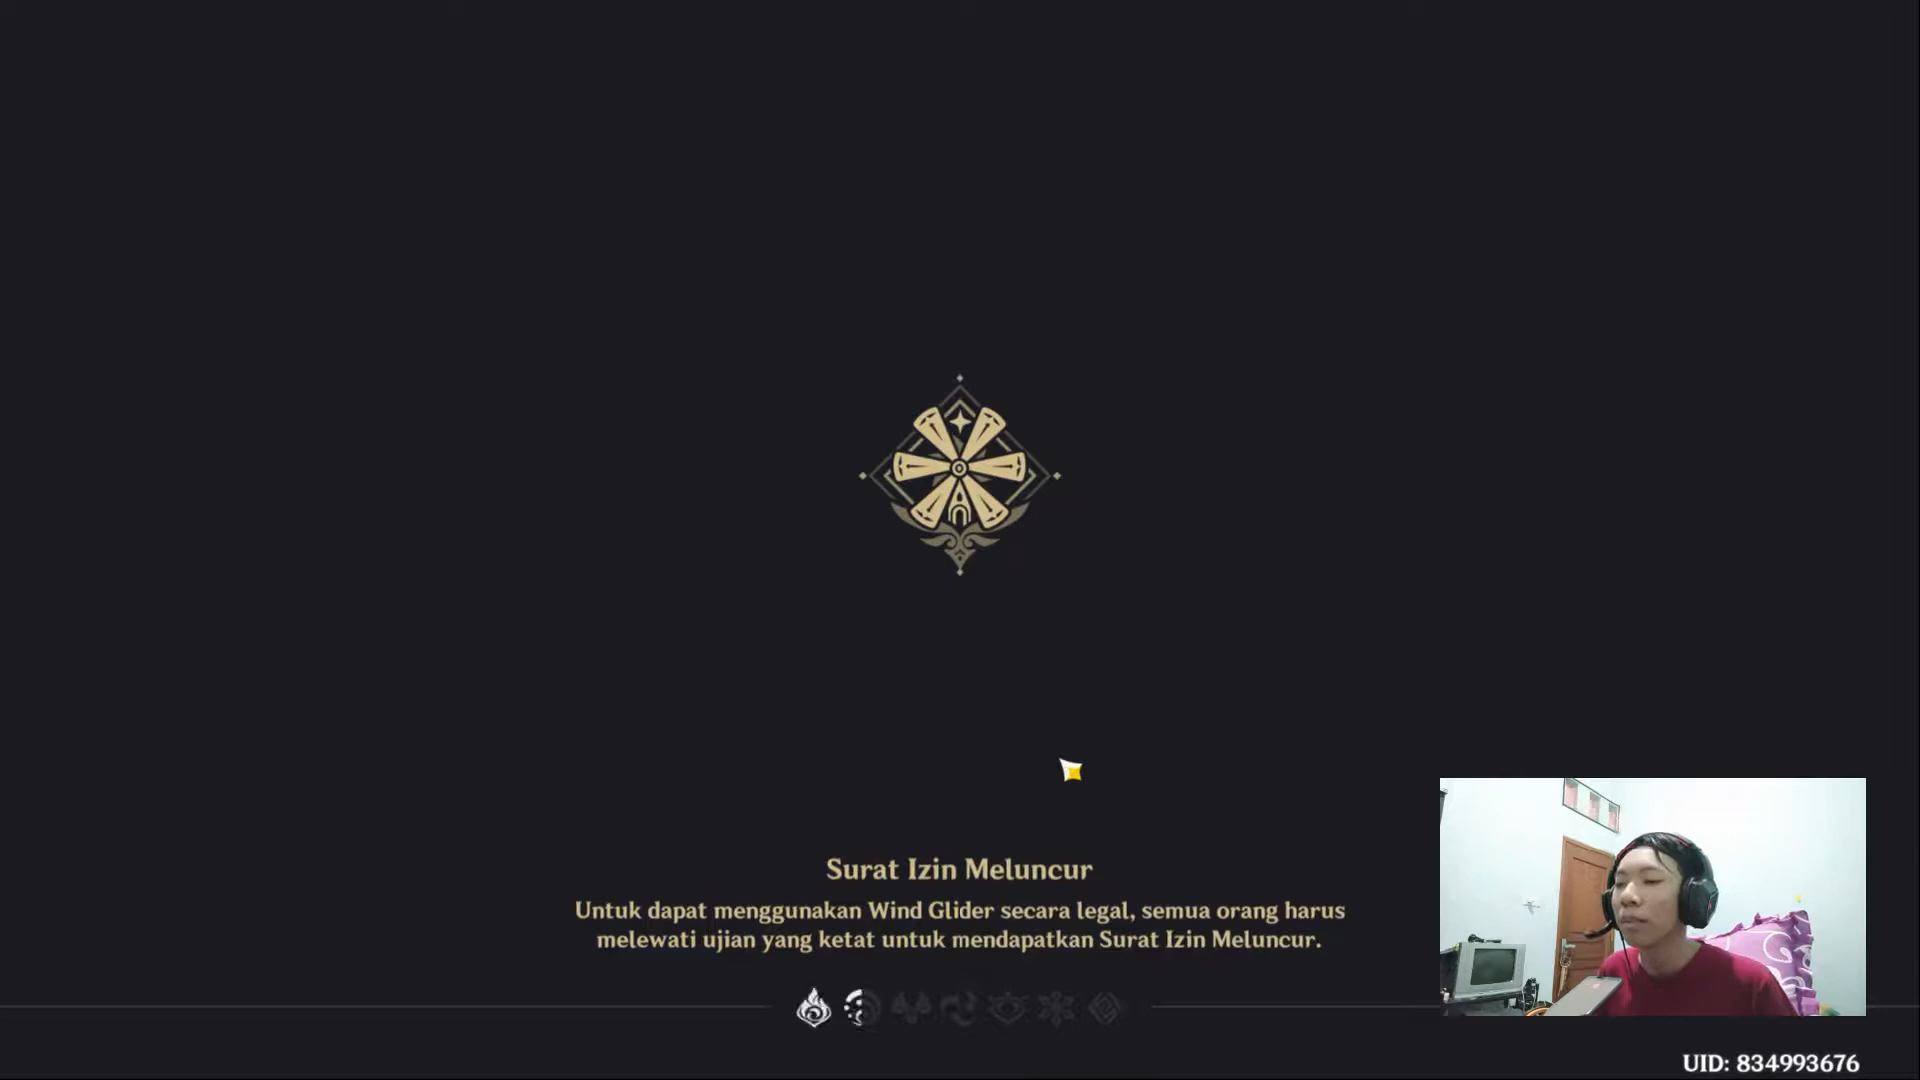 Surat Izin Meluncur
Untuk dapat menggunakan Wind Glider secara legal, semua orang harus
melewati ujian yang ketat untuk mendapatkan Surat Izin Meluncur.
UID: 834993676